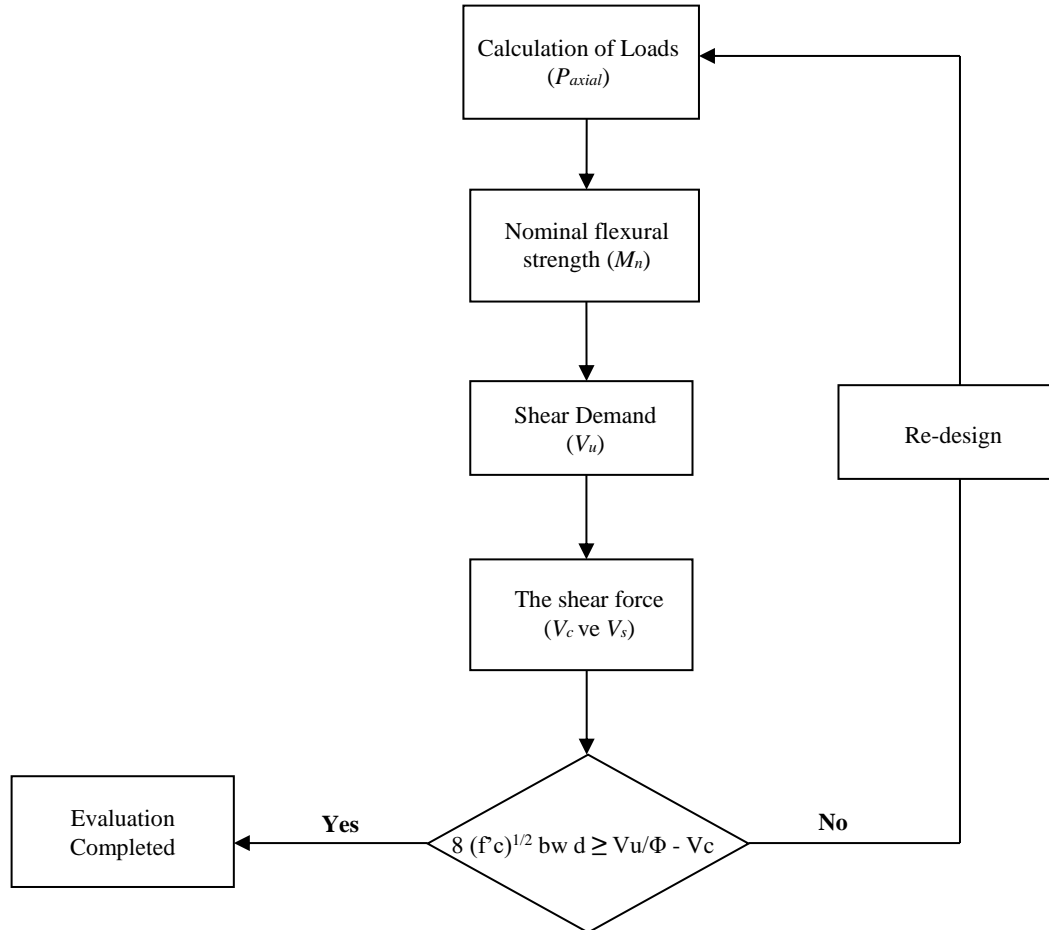 Calculation of Loads
(Paxial)
Nominal flexural
strength (Mn)
Shear Demand
(Vu)
Re-design
The shear force
(Vc ve Vs)
Evaluation
Completed
Yes
8 (f’c)1/2 bw d ≥ Vu/Φ - Vc
No